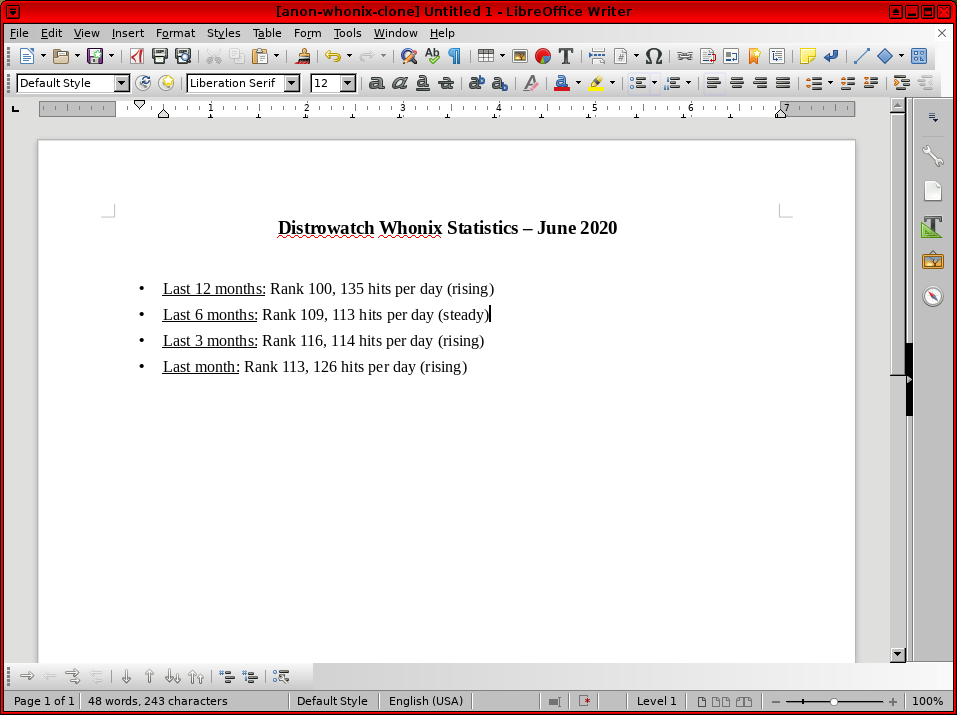 [anon-whonix-clone] Untitled 1 - LibreOffice Writer
File Edit View Insert Format Styles Table Form Tools Window Help
Default Style Liberation Serif 12
1 2 3 4 5 6 7
Distrowatch Whonix Statistics – June 2020
• Last 12 months: Rank 100, 135 hits per day (rising)
• Last 6 months: Rank 109, 113 hits per day (steady)
• Last 3 months: Rank 116, 114 hits per day (rising)
• Last month: Rank 113, 126 hits per day (rising)
Page 1 of 1 48 words, 243 characters Default Style English (USA) Level 1 100%